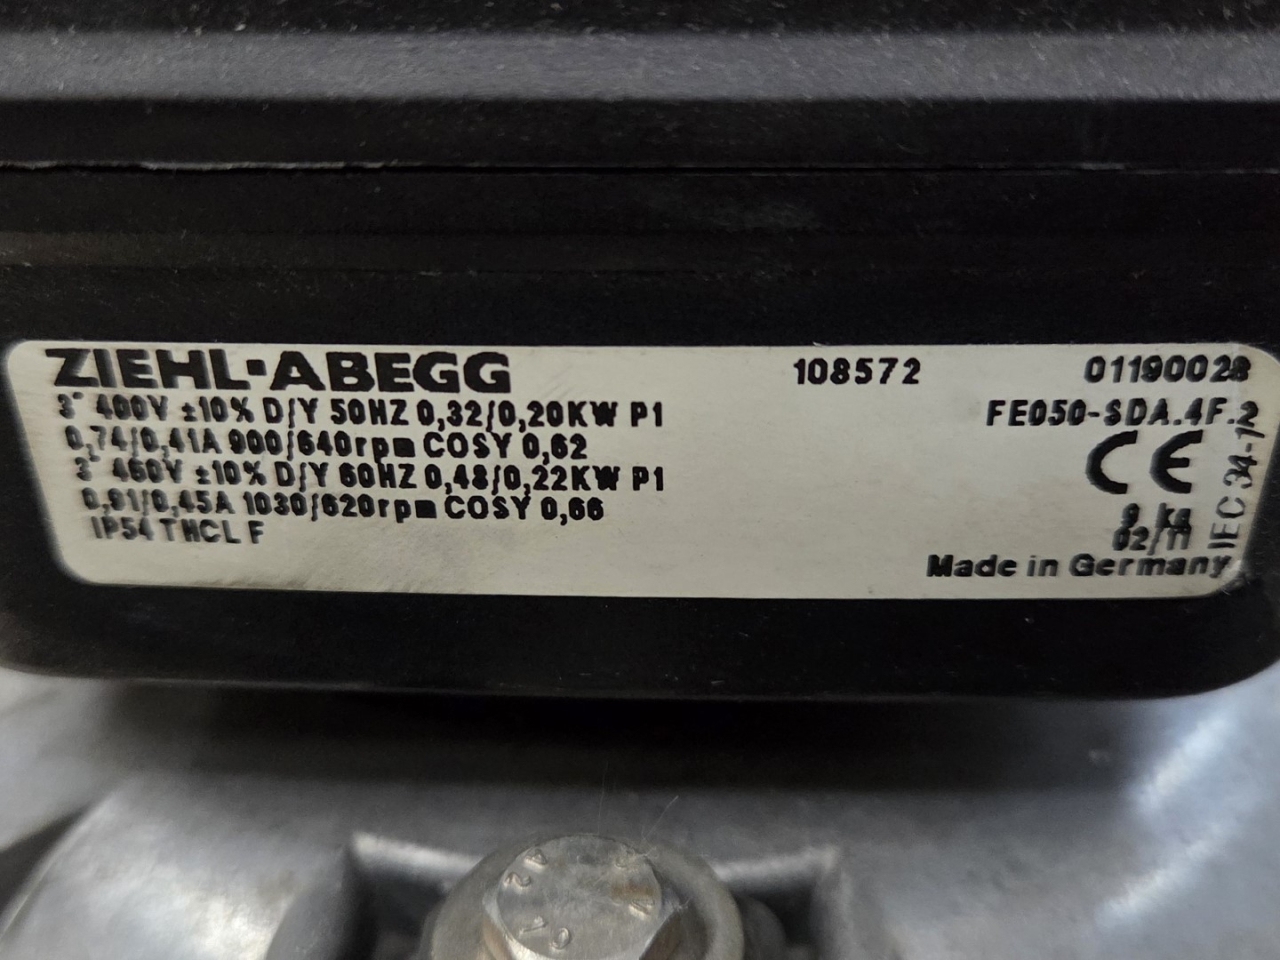 ZIEHL-ABEGG 108572 01190028
3~ 400V ±10% D/Y 50HZ 0,32/0,20KW P1 FE050-SDA.4F.2
0,74/0,41A 900/640rpm COSY 0,62
3~ 460V ±10% D/Y 60HZ 0,48/0,22KW P1
0,81/0,45A 1030/620rpm COSY 0,66
IP54 THCL F
CE
9 kg
02/11
Made in Germany
IEC 34-1